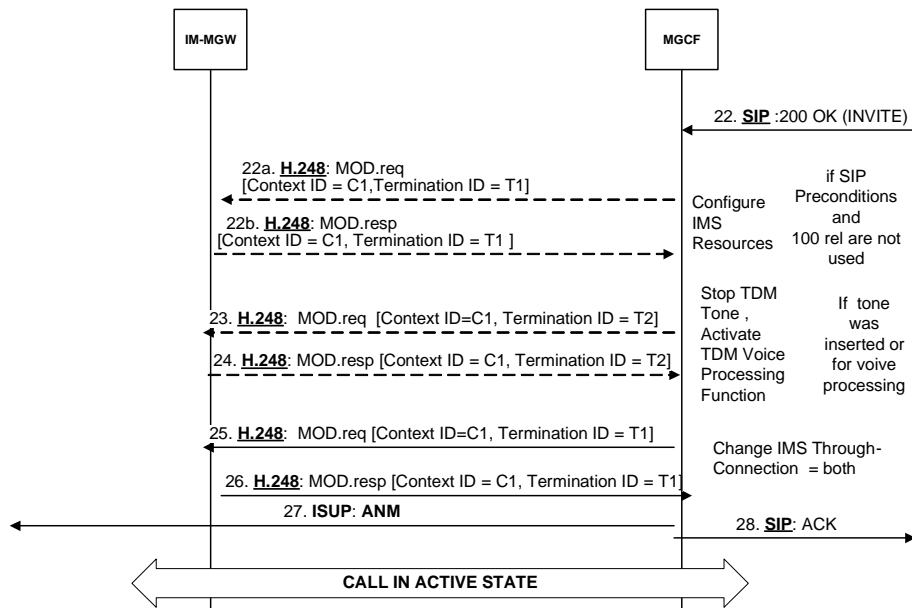 IM-MGW
MGCF
22. SIP :200 OK (INVITE)
22a. H.248: MOD.req
[Context ID = C1,Termination ID = T1]
22b. H.248: MOD.resp
[Context ID = C1, Termination ID = T1 ]
Configure
IMS
Resources
if SIP
Preconditions
and
100 rel are not
used
23. H.248: MOD.req [Context ID=C1, Termination ID = T2]
24. H.248: MOD.resp [Context ID = C1, Termination ID = T2]
Stop TDM
Tone ,
Activate
TDM Voice
Processing
Function
If tone
was
inserted or
for voive
processing
25. H.248: MOD.req [Context ID=C1, Termination ID = T1]
26. H.248: MOD.resp [Context ID = C1, Termination ID = T1]
Change IMS Through-
Connection = both
27. ISUP: ANM
28. SIP: ACK
CALL IN ACTIVE STATE